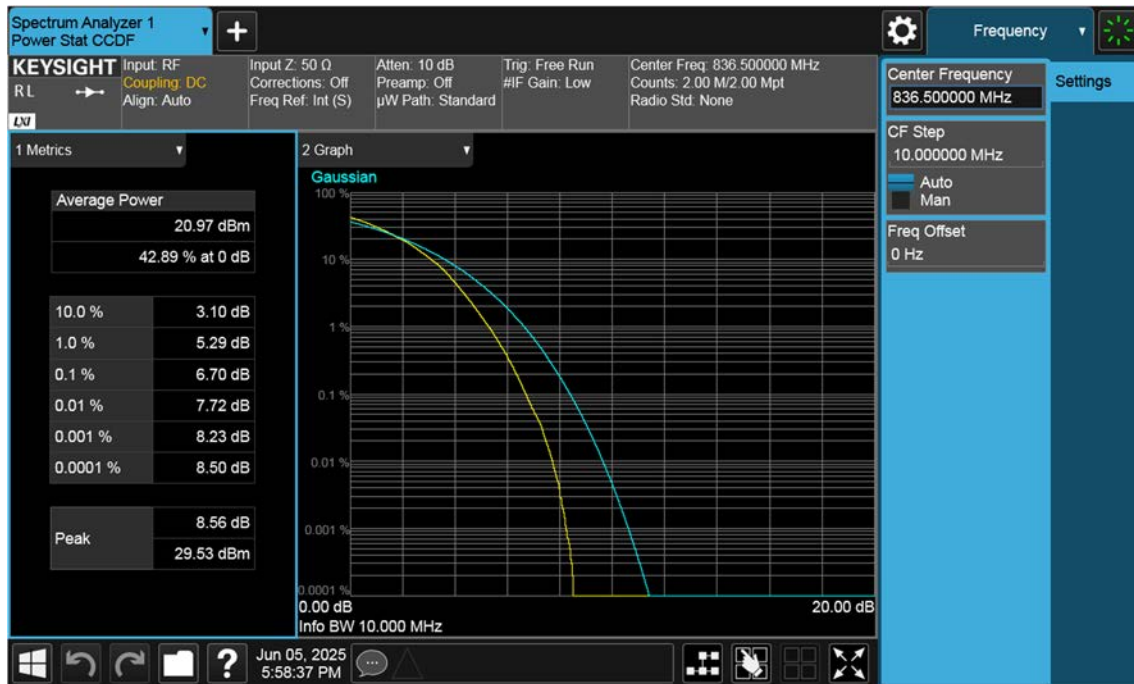 Spectrum Analyzer 1
Power Stat CCDF
Frequency
KEYSIGHT
R L
LXI
Input: RF
Coupling: DC
Align: Auto
Input Z: 50 Ω
Corrections: Off
Freq Ref: Int (S)
Atten: 10 dB
Preamp: Off
µW Path: Standard
Trig: Free Run
#IF Gain: Low
Center Freq: 836.500000 MHz
Counts: 2.00 M/2.00 Mpt
Radio Std: None
Center Frequency
836.500000 MHz
Settings
CF Step
10.000000 MHz
Auto
Man
Freq Offset
0 Hz
1 Metrics
Average Power
20.97 dBm
42.89 % at 0 dB
10.0 % 3.10 dB
1.0 % 5.29 dB
0.1 % 6.70 dB
0.01 % 7.72 dB
0.001 % 8.23 dB
0.0001 % 8.50 dB
Peak
8.56 dB
29.53 dBm
2 Graph
Gaussian
100 %
10 %
1 %
0.1 %
0.01 %
0.001 %
0.0001 %
0.00 dB 20.00 dB
Info BW 10.000 MHz
?
Jun 05, 2025
5:58:37 PM